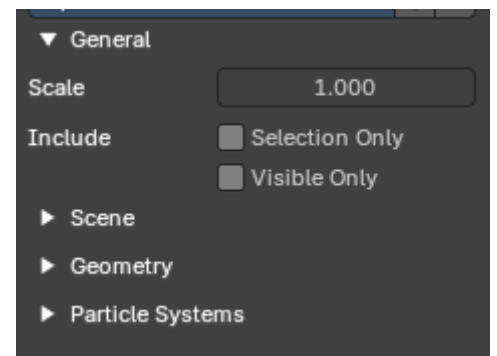 General
Scale 1.000
Include Selection Only
Visible Only
Scene
Geometry
Particle Systems